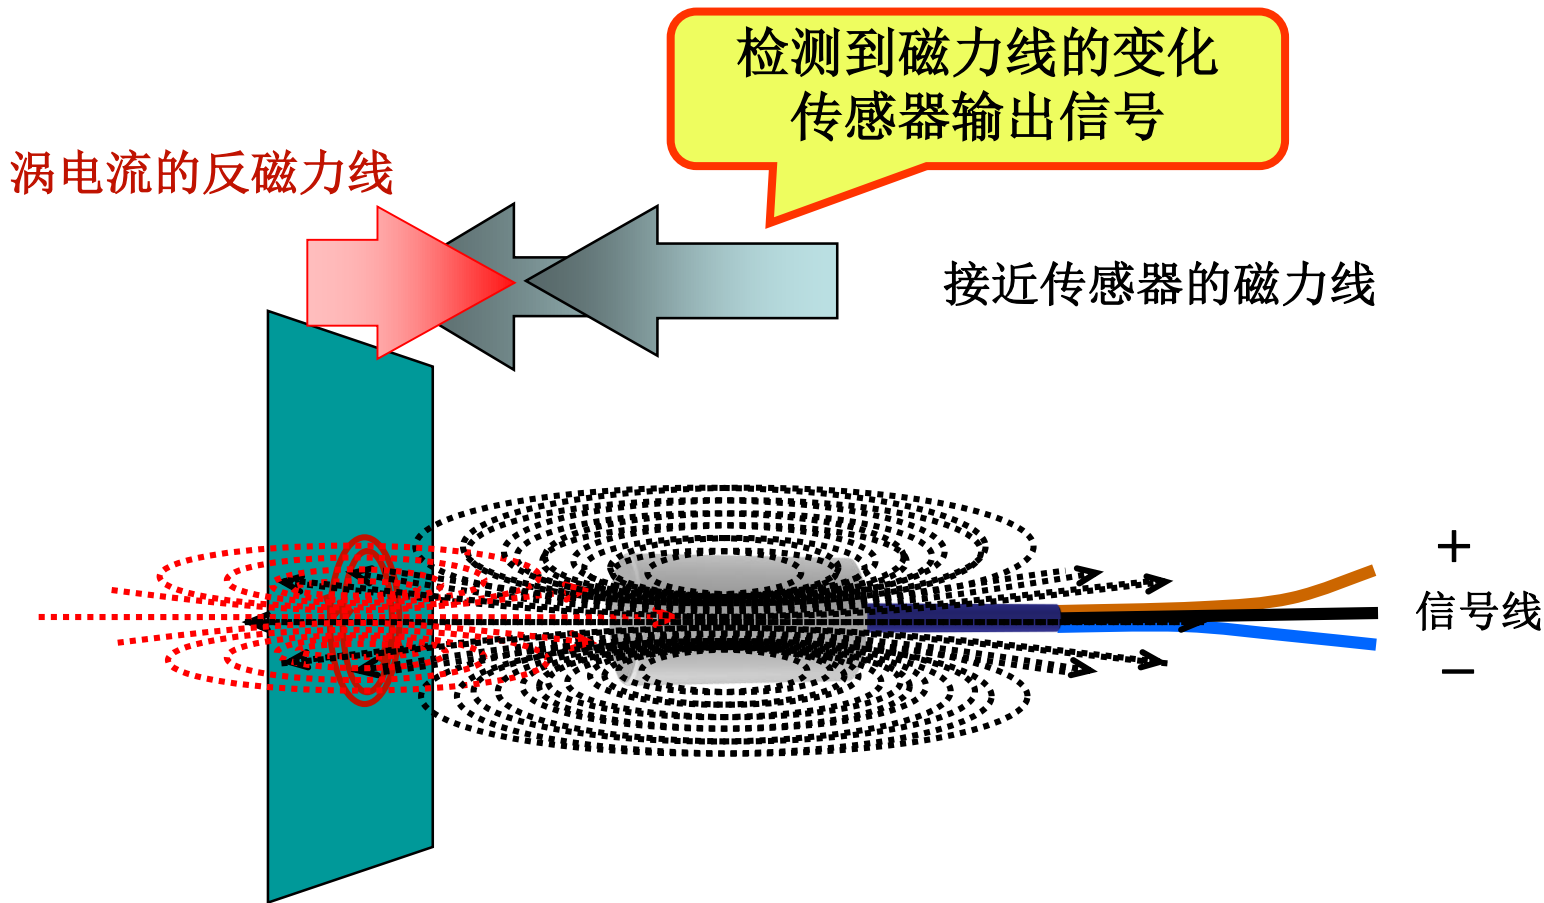 检测到磁力线的变化
传感器输出信号
涡电流的反磁力线
接近传感器的磁力线
+
信号线
−